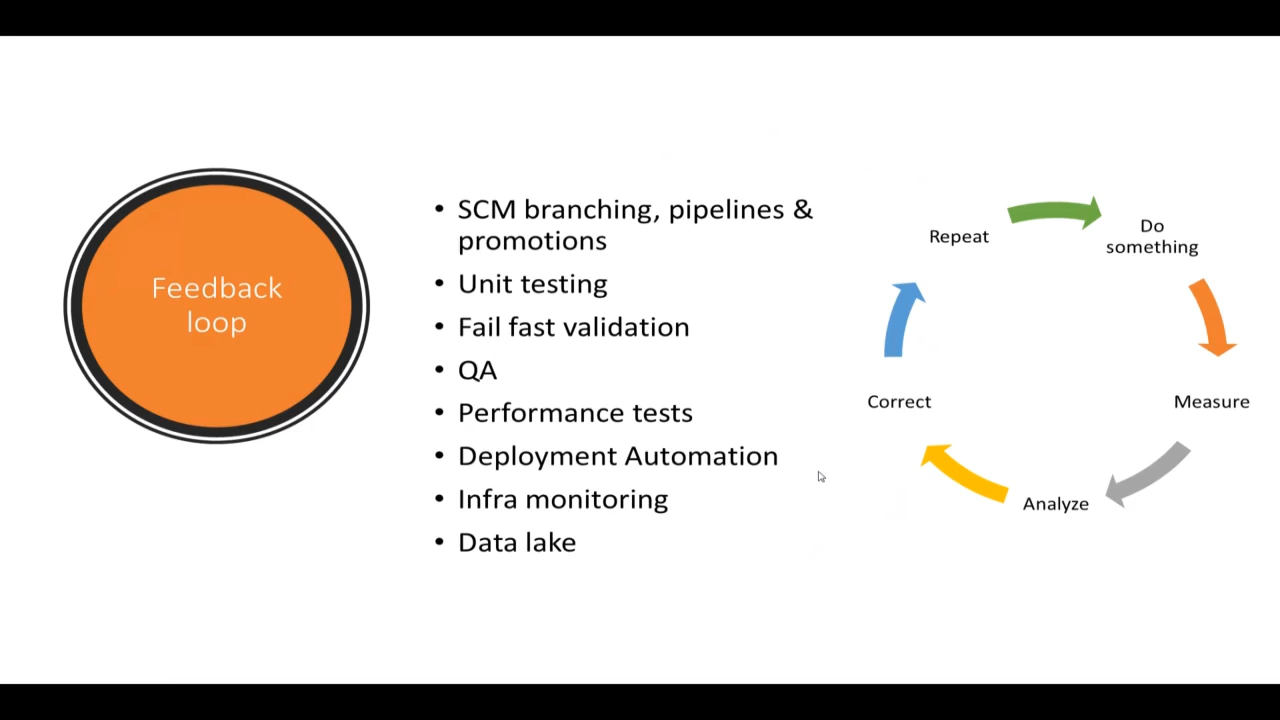 Feedback
loop
• SCM branching, pipelines &
promotions
• Unit testing
• Fail fast validation
• QA
• Performance tests
• Deployment Automation
• Infra monitoring
• Data lake
Repeat
Do
something
Measure
Analyze
Correct